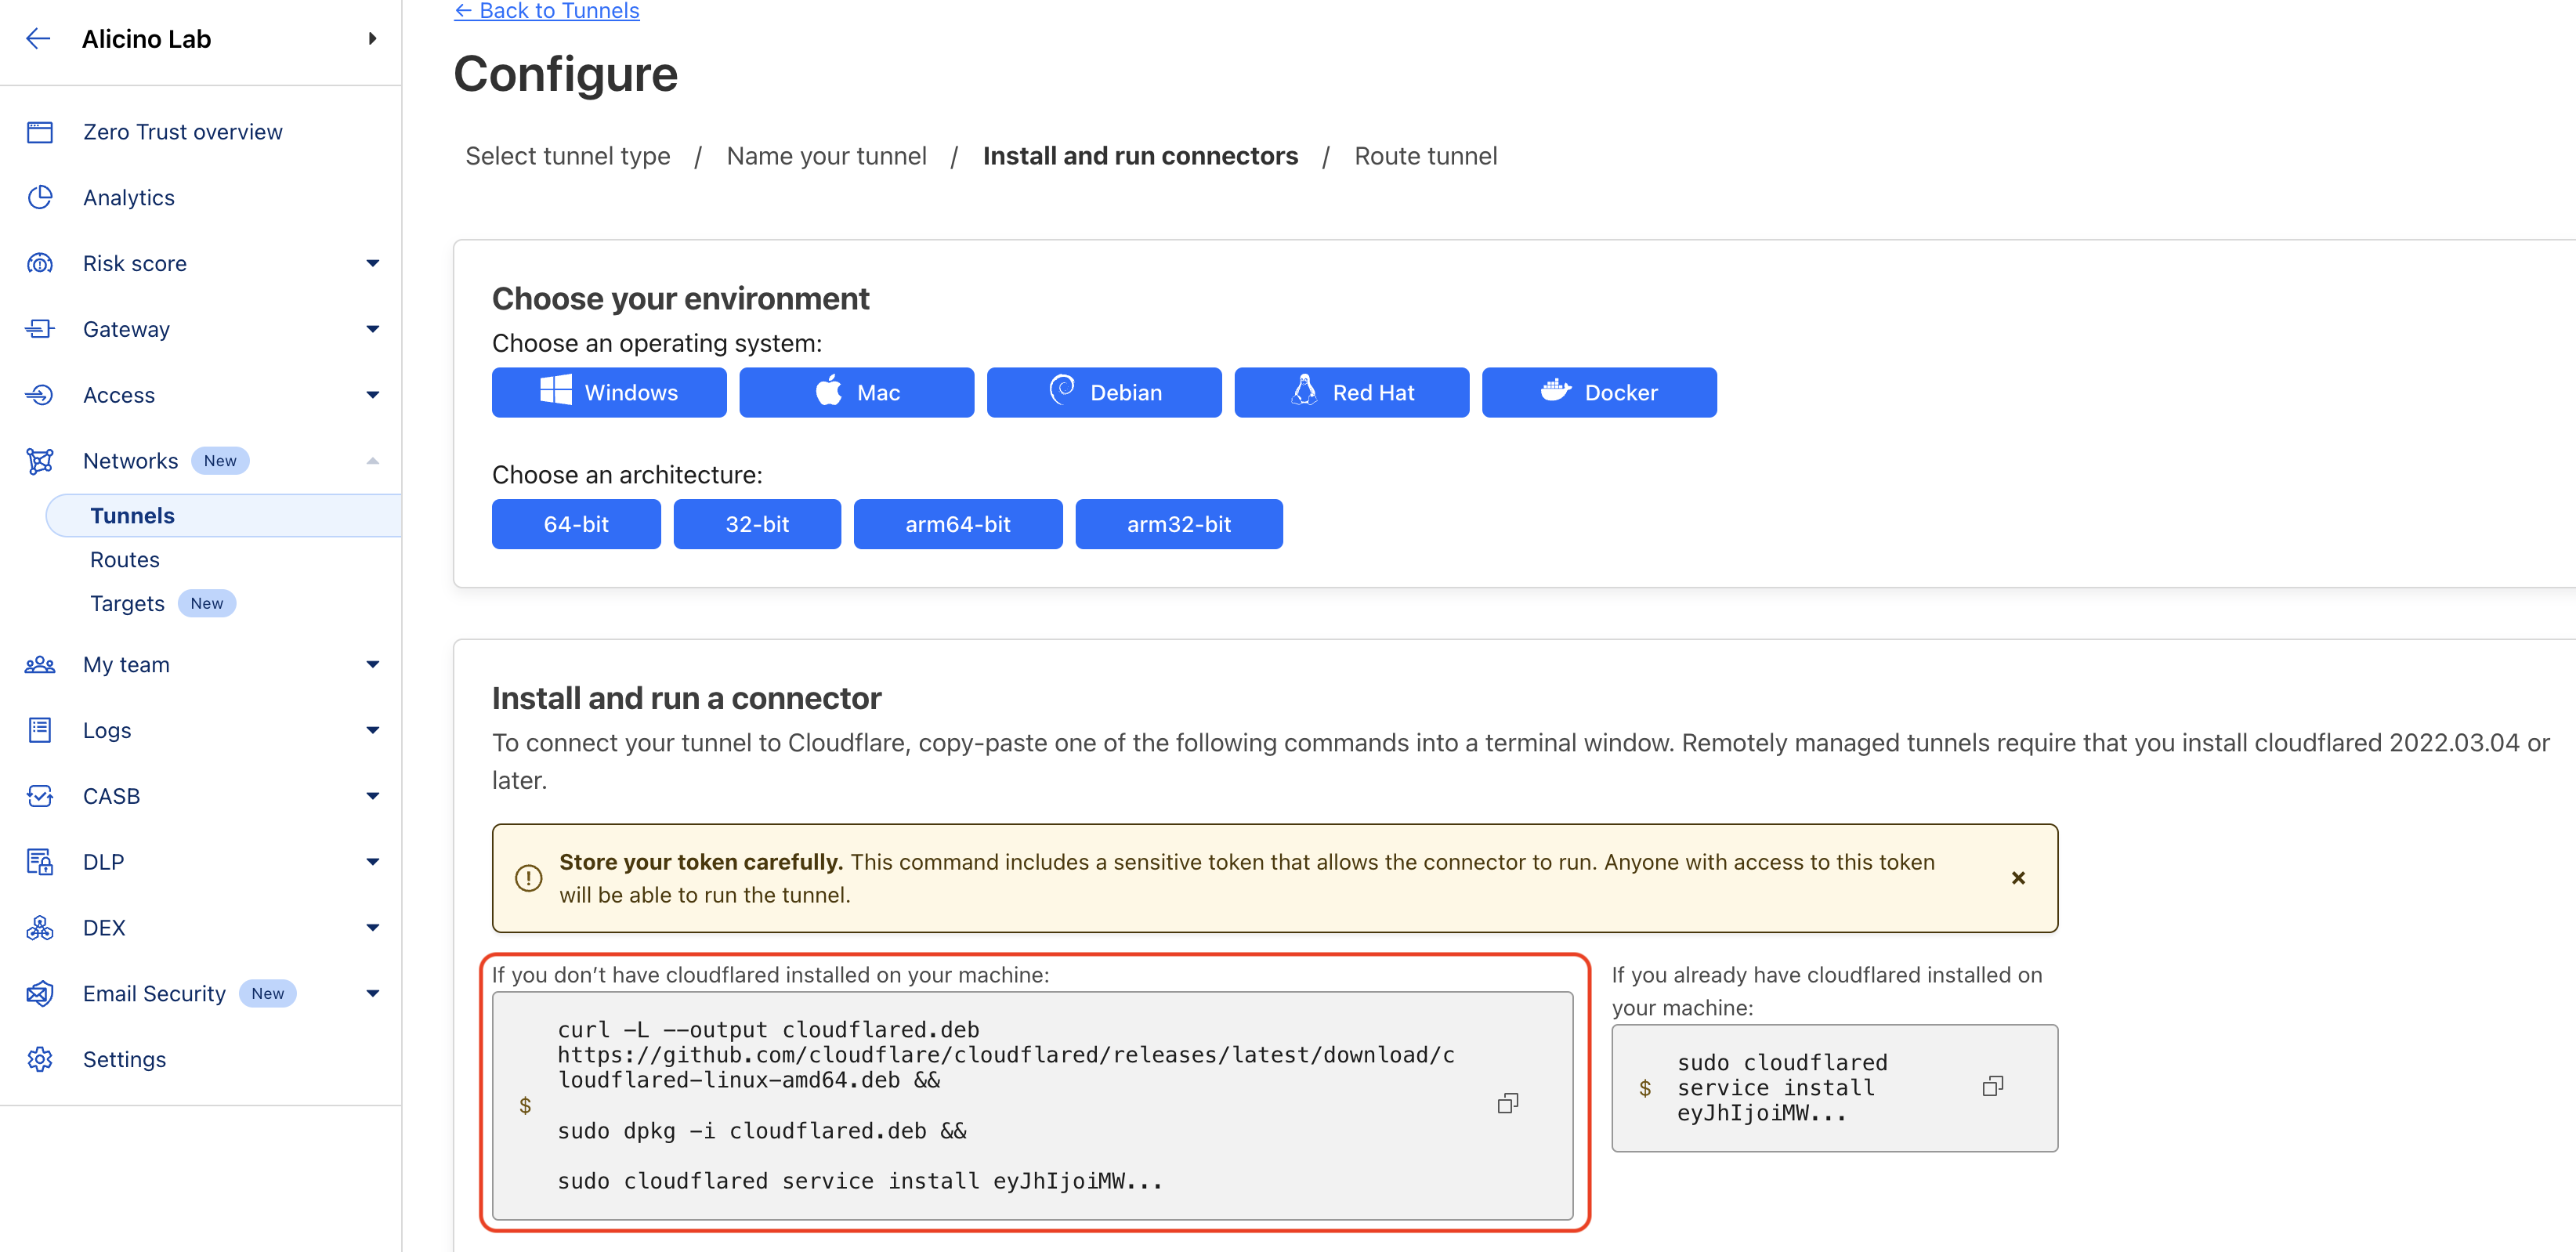 Alicino Lab
Zero Trust overview
Analytics
Risk score
Gateway
Access
Networks New
Tunnels
Routes
Targets New
My team
Logs
CASB
DLP
DEX
Email Security New
Settings
← Back to Tunnels
Configure
Select tunnel type / Name your tunnel / Install and run connectors / Route tunnel
Choose your environment
Choose an operating system:
Windows Mac Debian Red Hat Docker
Choose an architecture:
64-bit 32-bit arm64-bit arm32-bit
Install and run a connector
To connect your tunnel to Cloudflare, copy-paste one of the following commands into a terminal window. Remotely managed tunnels require that you install cloudflared 2022.03.04 or
later.
Store your token carefully. This command includes a sensitive token that allows the connector to run. Anyone with access to this token
will be able to run the tunnel.
If you don’t have cloudflared installed on your machine:
$
curl -L --output cloudflared.deb
https://github.com/cloudflare/cloudflared/releases/latest/download/c
loudflared-linux-amd64.deb &&
sudo dpkg -i cloudflared.deb &&
sudo cloudflared service install eyJhIjoiMW...
If you already have cloudflared installed on
your machine:
$
sudo cloudflared
service install
eyJhIjoiMW...